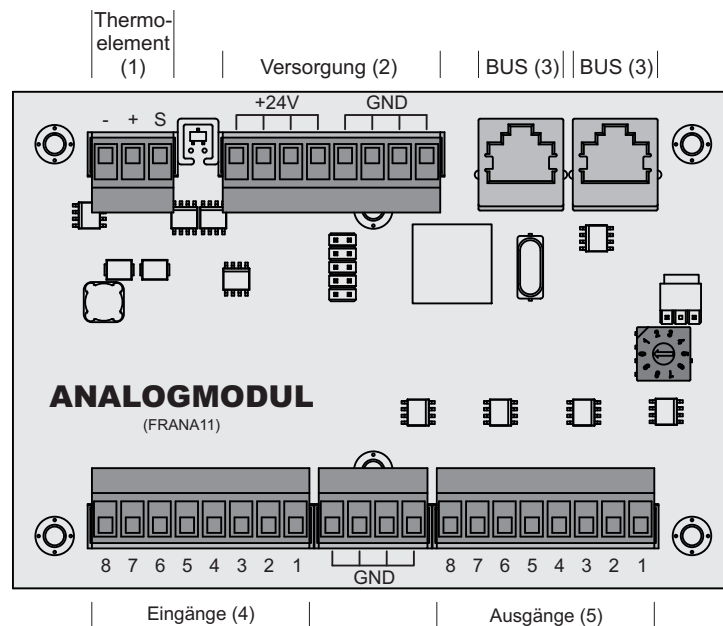 Thermo-
element
(1)
Versorgung (2)
BUS (3)
BUS (3)
+24V
GND
- + S
ANALOGMODUL
(FRANA11)
8 7 6 5 4 3 2 1
GND
8 7 6 5 4 3 2 1
Eingänge (4)
Ausgänge (5)